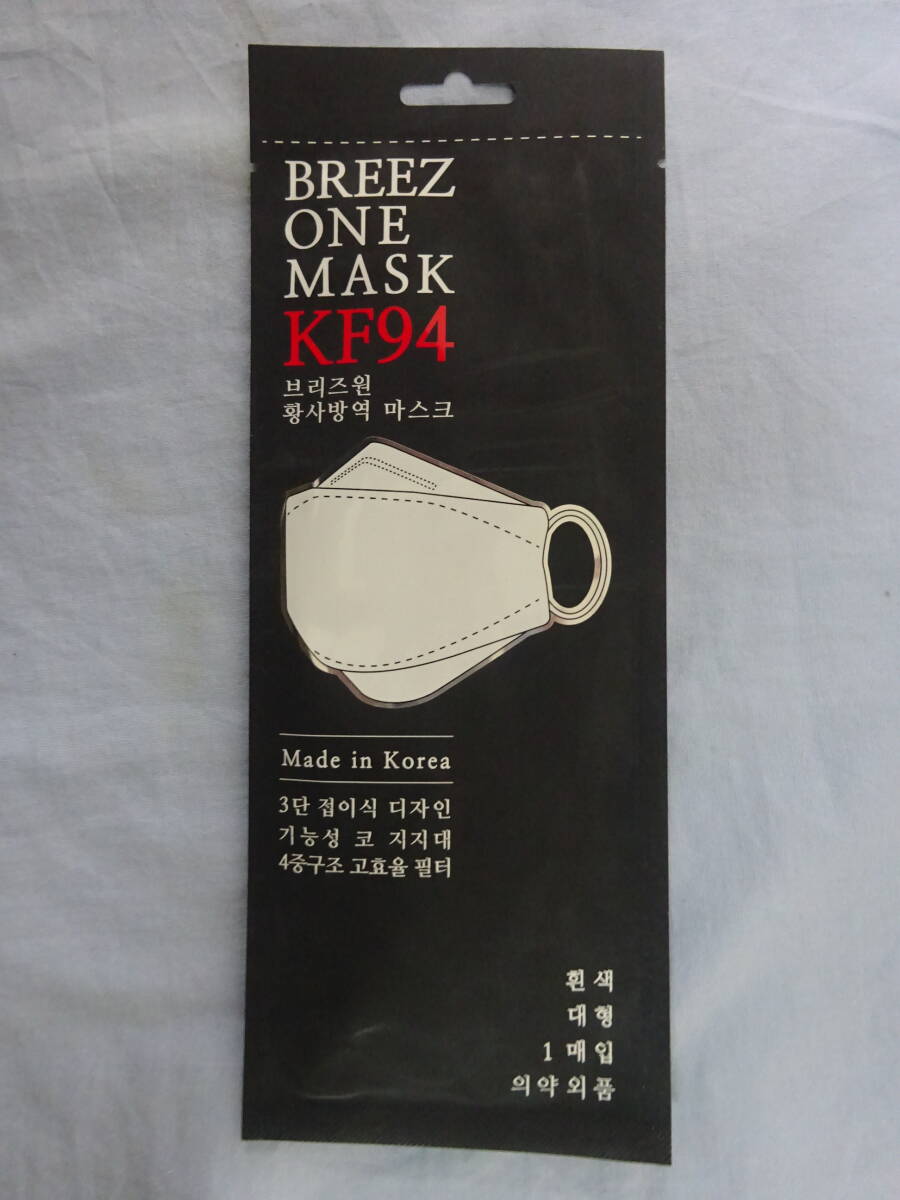 BREEZ
ONE
MASK
KF94
브리즈원
황사방역 마스크
Made in Korea
3단 접이식 디자인
기능성 코 지지대
4중구조 고효율 필터
흰색
대형
1 매입
의약외품